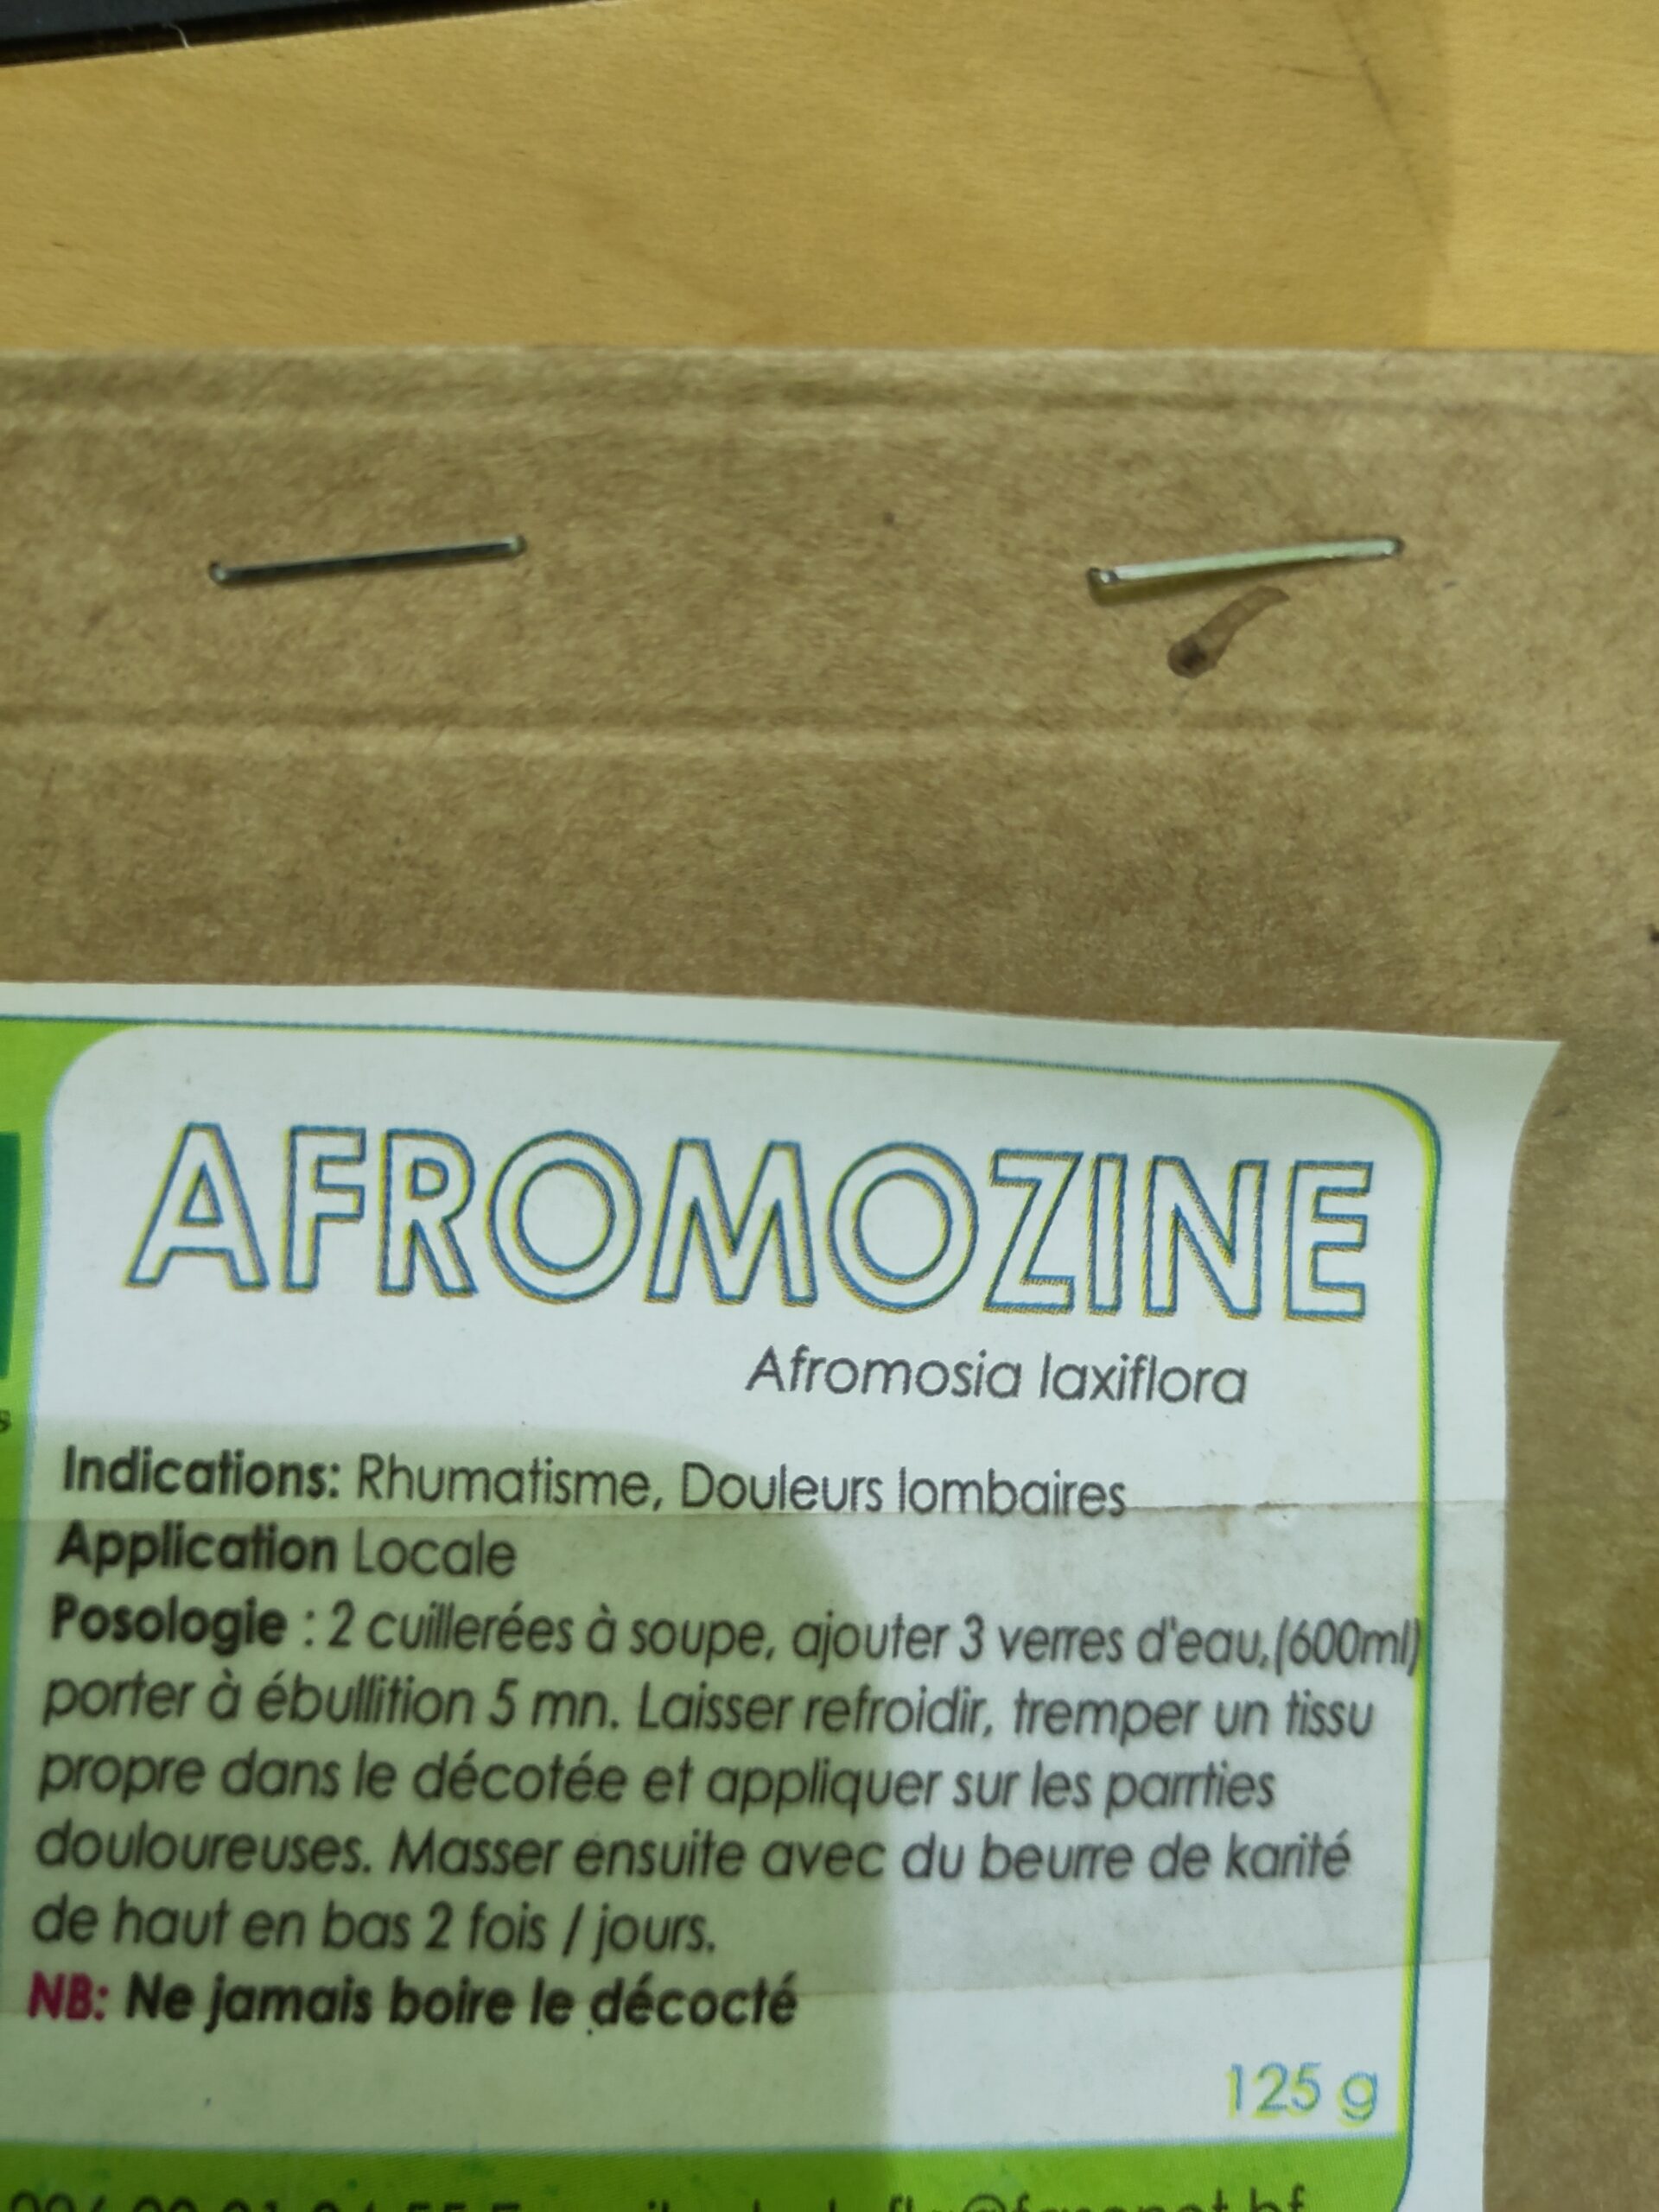 AFROMOZINE
Afromosia laxiflora
Indications: Rhumatisme, Douleurs lombaires
Application Locale
Posologie : 2 cuillerées à soupe, ajouter 3 verres d'eau,(600ml)
porter à ébullition 5 mn. Laisser refroidir, tremper un tissu
propre dans le décotée et appliquer sur les parrties
douloureuses. Masser ensuite avec du beurre de karité
de haut en bas 2 fois / jours.
NB: Ne jamais boire le décocté
125 g